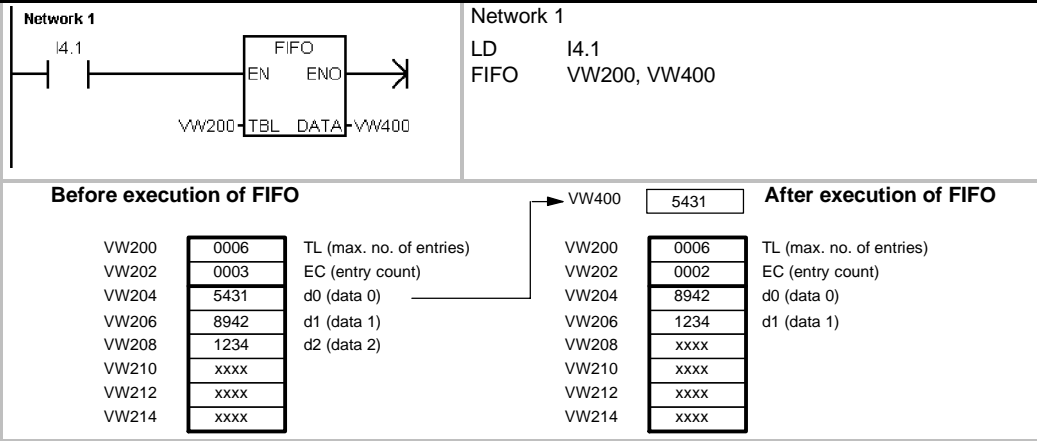 Network 1
I4.1
FIFO
EN ENO
VW200 TBL DATA VW400
Network 1
LD I4.1
FIFO VW200, VW400
Before execution of FIFO
VW400 5431
After execution of FIFO
VW200 0006 TL (max. no. of entries) VW200 0006 TL (max. no. of entries)
VW202 0003 EC (entry count) VW202 0002 EC (entry count)
VW204 5431 d0 (data 0) VW204 8942 d0 (data 0)
VW206 8942 d1 (data 1) VW206 1234 d1 (data 1)
VW208 1234 d2 (data 2) VW208 xxxx
VW210 xxxx VW210 xxxx
VW212 xxxx VW212 xxxx
VW214 xxxx VW214 xxxx